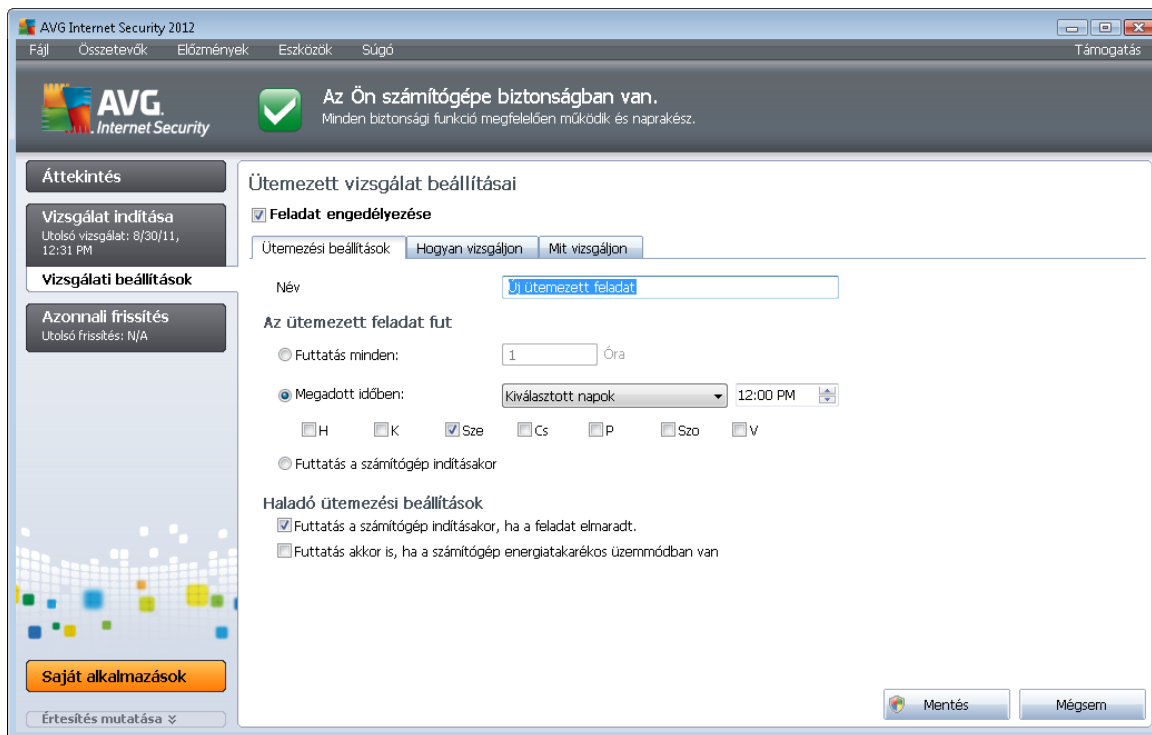 AVG Internet Security 2012
Fájl Összetevők Előzmények Eszközök Súgó Támogatás
AVG.
Internet Security
Az Ön számítógépe biztonságban van.
Minden biztonsági funkció megfelelően működik és naprakész.
Áttekintés
Vizsgálat indítása
Utolsó vizsgálat: 8/30/11,
12:31 PM
Vizsgálati beállítások
Azonnali frissítés
Utolsó frissítés: N/A
Saját alkalmazások
Értesítés mutatása
Ütemezett vizsgálat beállításai
Feladat engedélyezése
Ütemezési beállítások Hogyan vizsgáljon Mit vizsgáljon
Név Új ütemezett feladat
Az ütemezett feladat fut
Futtatás minden: 1 Óra
Megadott időben: Kiválasztott napok 12:00 PM
H K Sze Cs P Szo V
Futtatás a számítógép indításakor
Haladó ütemezési beállítások
Futtatás a számítógép indításakor, ha a feladat elmaradt.
Futtatás akkor is, ha a számítógép energiatakarékos üzemmódban van
Mentés Mégsem